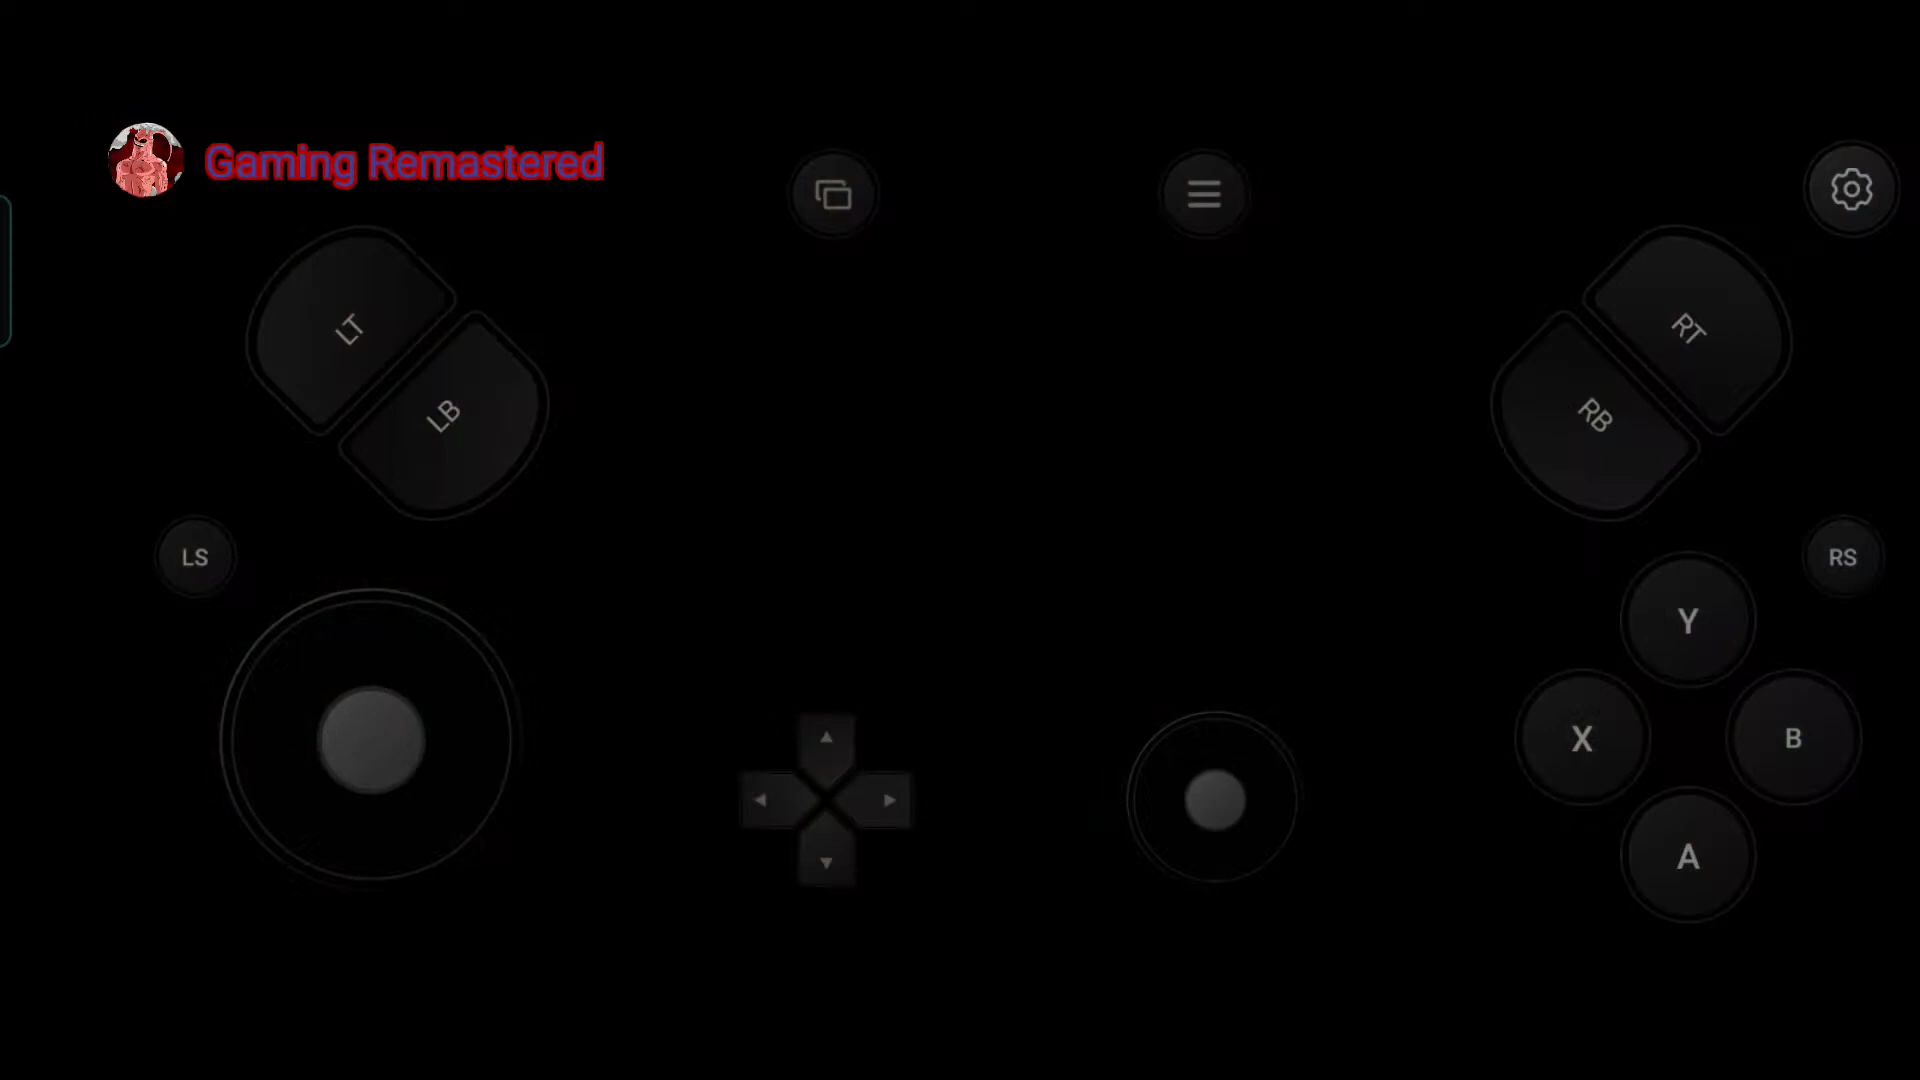 Gaming Remastered
LT
RT
LB
RB
LS
RS
Y
X
B
A